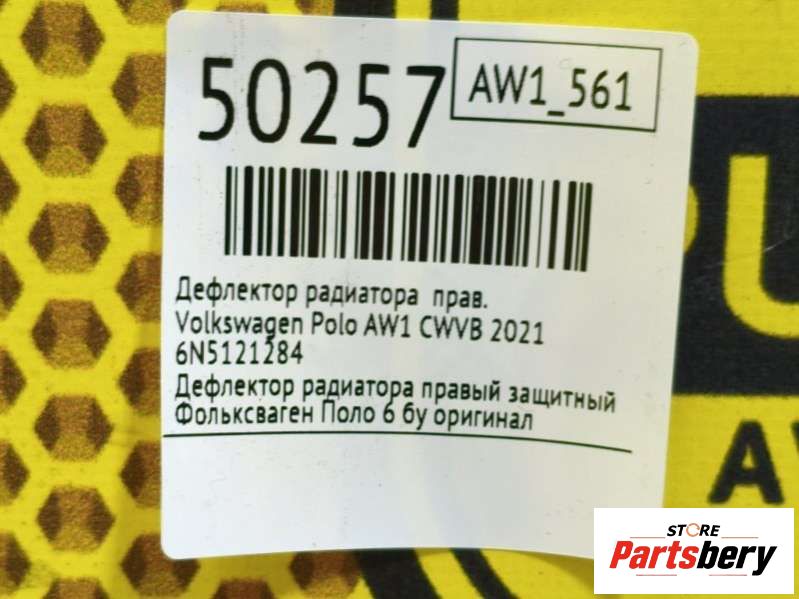 50257
AW1_561
Дефлектор радиатора прав.
Volkswagen Polo AW1 CWVB 2021
6N5121284
Дефлектор радиатора правый защитный
Фольксваген Поло 6 бу оригинал
STORE
Partsbery